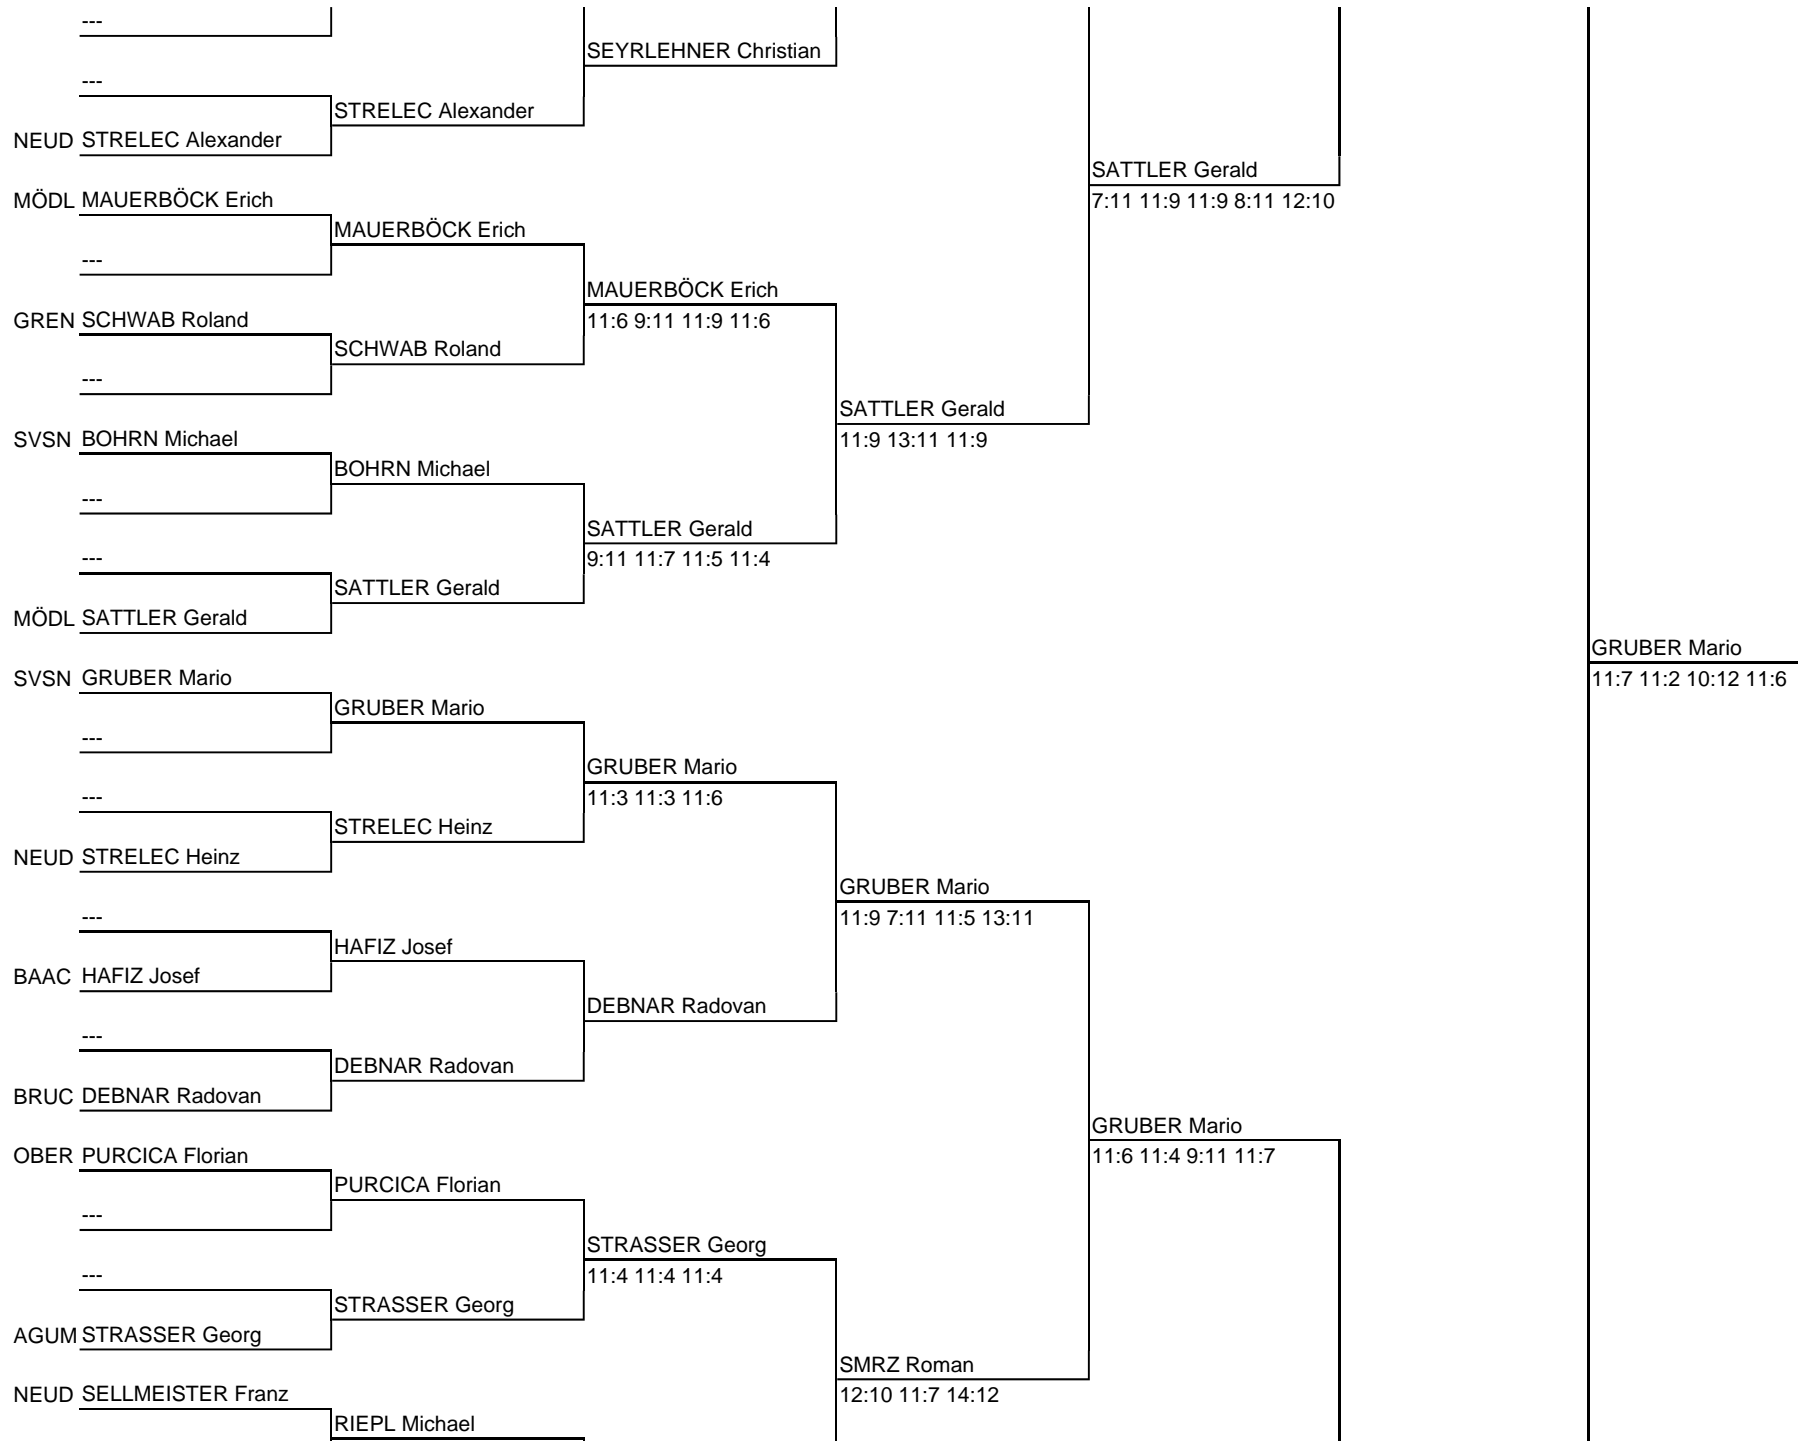 ---
SEYRLEHNER Christian
---
STRELEC Alexander
NEUD STRELEC Alexander
SATTLER Gerald
MÖDL MAUERBÖCK Erich
7:11 11:9 11:9 8:11 12:10
MAUERBÖCK Erich
---
MAUERBÖCK Erich
GREN SCHWAB Roland
11:6 9:11 11:9 11:6
SCHWAB Roland
---
SATTLER Gerald
SVSN BOHRN Michael
11:9 13:11 11:9
BOHRN Michael
---
SATTLER Gerald
---
9:11 11:7 11:5 11:4
SATTLER Gerald
MÖDL SATTLER Gerald
GRUBER Mario
SVSN GRUBER Mario
11:7 11:2 10:12 11:6
GRUBER Mario
---
GRUBER Mario
---
11:3 11:3 11:6
STRELEC Heinz
NEUD STRELEC Heinz
GRUBER Mario
---
11:9 7:11 11:5 13:11
HAFIZ Josef
BAAC HAFIZ Josef
DEBNAR Radovan
---
DEBNAR Radovan
BRUC DEBNAR Radovan
GRUBER Mario
OBER PURCICA Florian
11:6 11:4 9:11 11:7
PURCICA Florian
---
STRASSER Georg
---
11:4 11:4 11:4
STRASSER Georg
AGUM STRASSER Georg
SMRZ Roman
NEUD SELLMEISTER Franz
12:10 11:7 14:12
RIEPL Michael